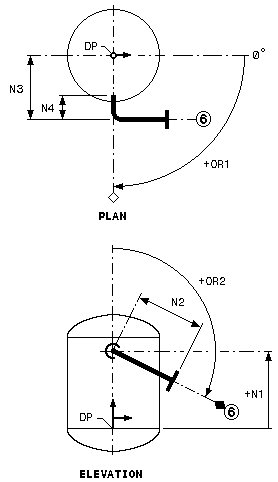 DP
0°
N3
N4
6
+OR1
PLAN
+OR2
N2
+N1
6
DP
ELEVATION